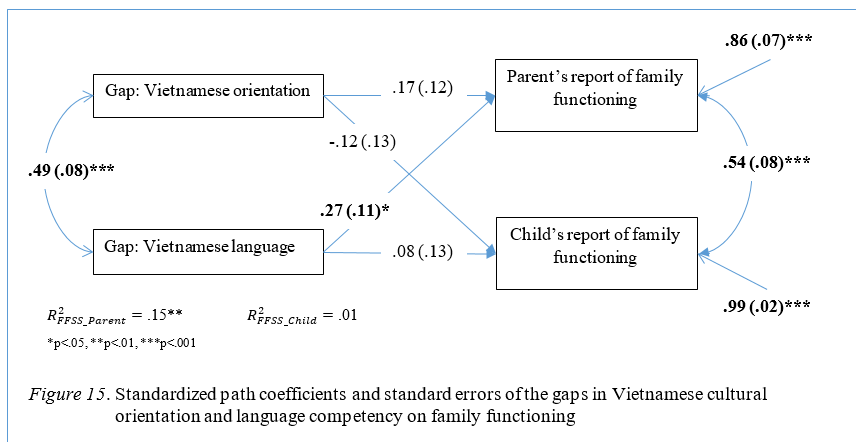 .86 (.07)***
Gap: Vietnamese orientation
.17 (.12)
Parent's report of family
functioning
-.12 (.13)
.49 (.08)***
.54 (.08)***
.27 (.11)*
Gap: Vietnamese language
.08 (.13)
Child's report of family
functioning
.99 (.02)***
R²FFSS_Parent = .15** R²FFSS_Child = .01
*p<.05, **p<.01, ***p<.001
Figure 15. Standardized path coefficients and standard errors of the gaps in Vietnamese cultural
orientation and language competency on family functioning